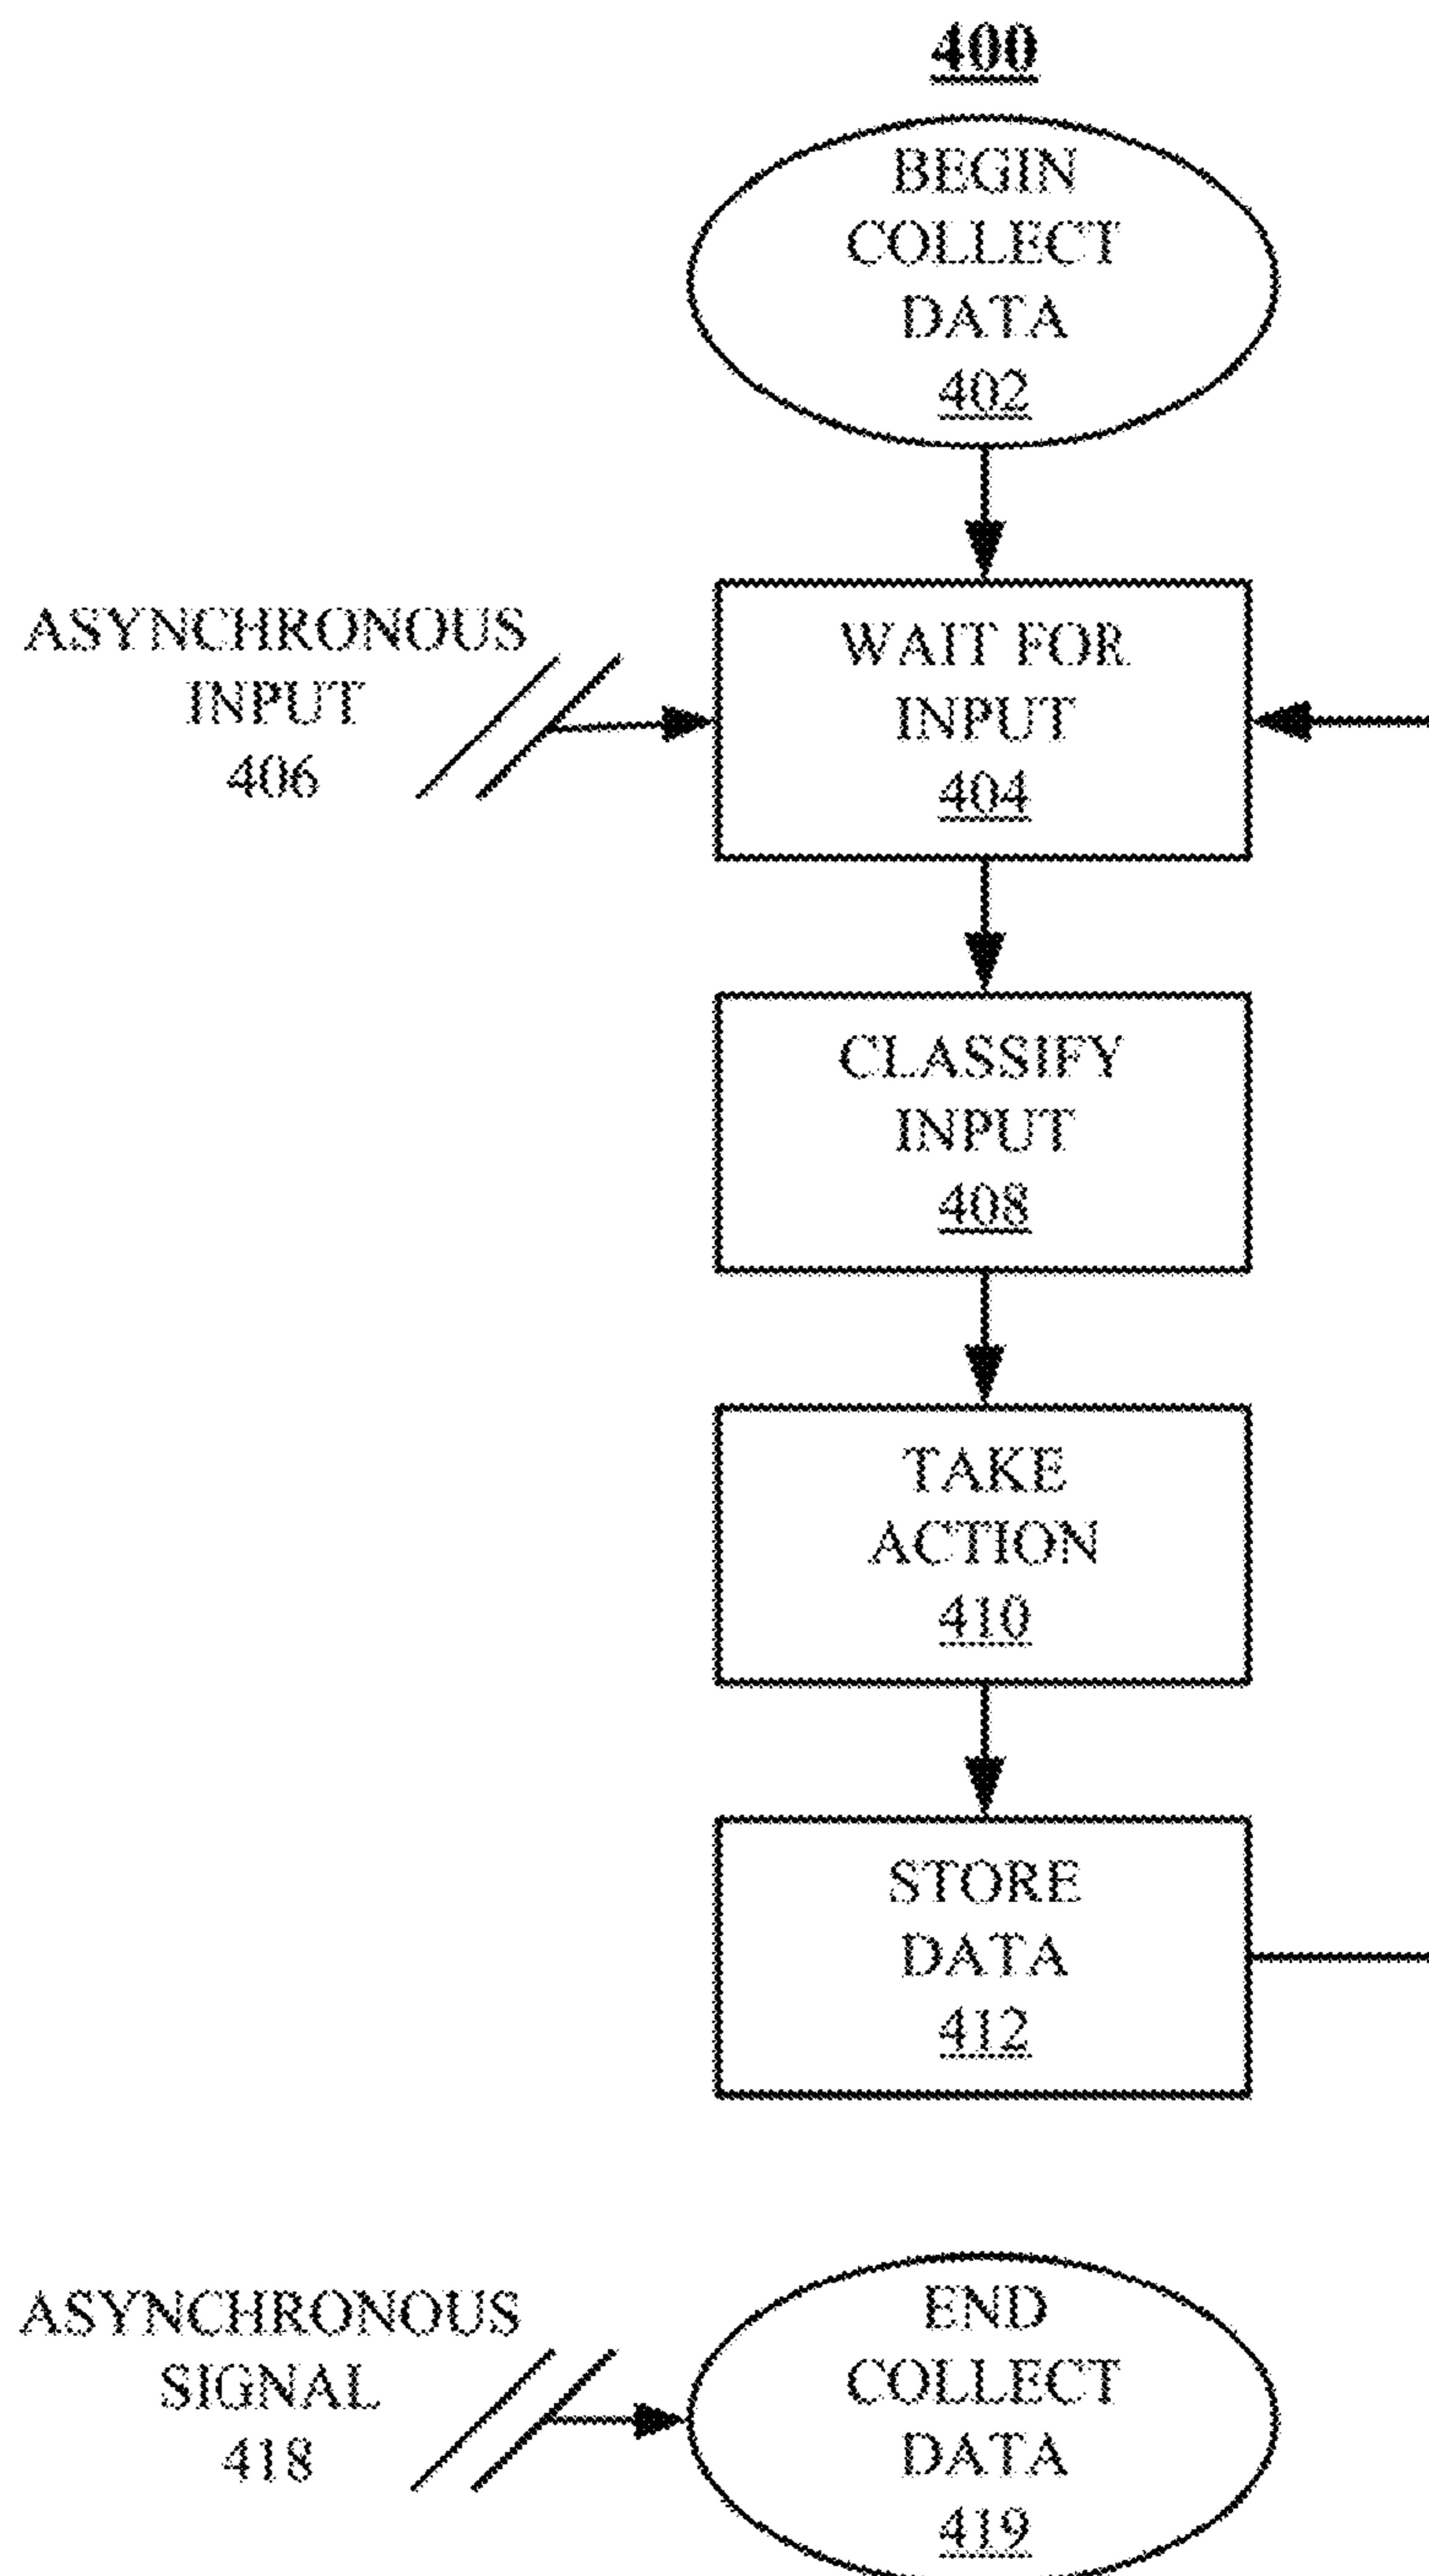 400
BEGIN
COLLECT
DATA
402
ASYNCHRONOUS
INPUT
406
WAIT FOR
INPUT
404
CLASSIFY
INPUT
408
TAKE
ACTION
410
STORE
DATA
412
ASYNCHRONOUS
SIGNAL
418
END
COLLECT
DATA
419